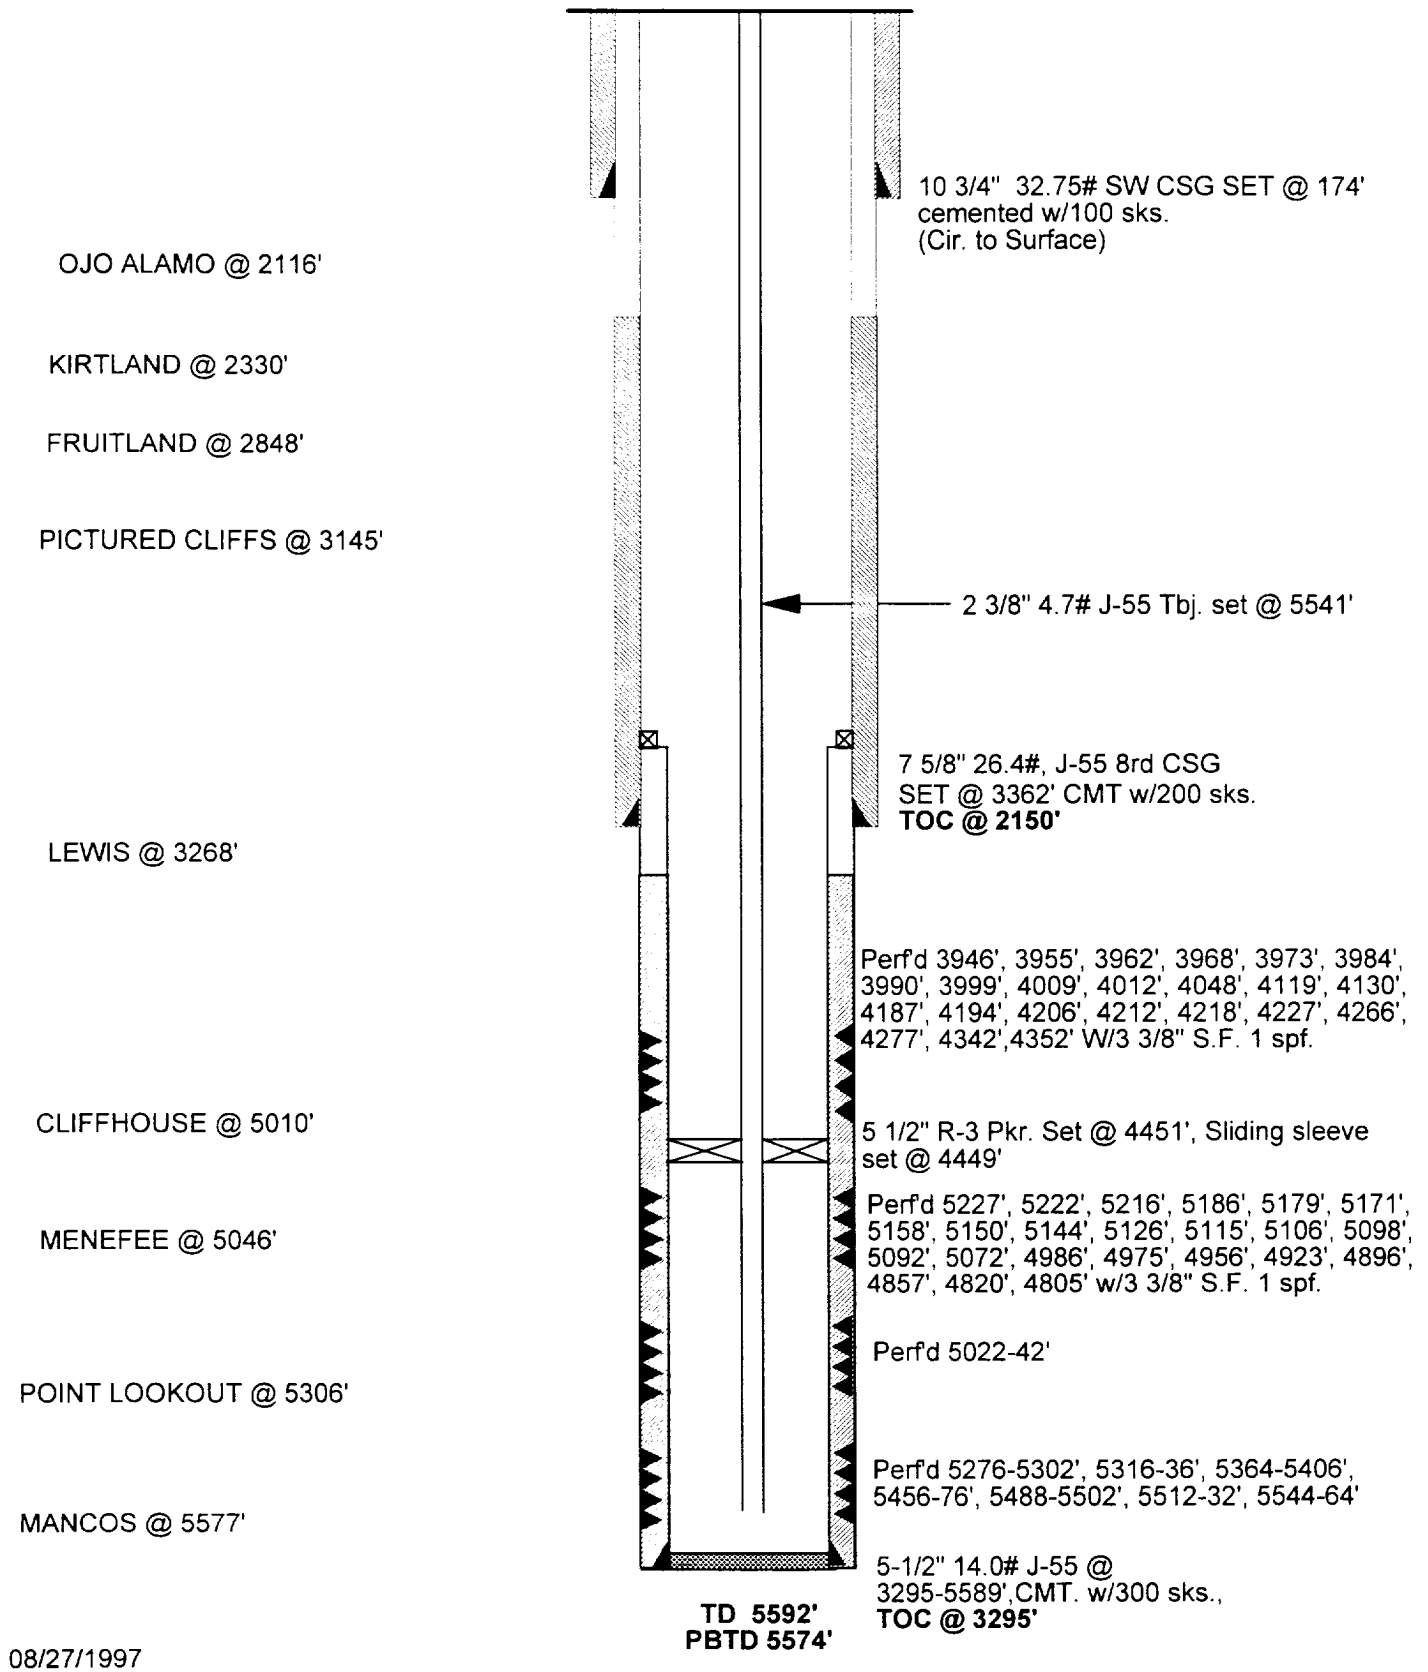 10 3/4" 32.75# SW CSG SET @ 174'
cemented w/100 sks.
(Cir. to Surface)
OJO ALAMO @ 2116'
KIRTLAND @ 2330'
FRUITLAND @ 2848'
PICTURED CLIFFS @ 3145'
2 3/8" 4.7# J-55 Tbj. set @ 5541'
7 5/8" 26.4#, J-55 8rd CSG
SET @ 3362' CMT w/200 sks.
TOC @ 2150'
LEWIS @ 3268'
Perf'd 3946', 3955', 3962', 3968', 3973', 3984',
3990', 3999', 4009', 4012', 4048', 4119', 4130',
4187', 4194', 4206', 4212', 4218', 4227', 4266',
4277', 4342',4352' W/3 3/8" S.F. 1 spf.
CLIFFHOUSE @ 5010'
5 1/2" R-3 Pkr. Set @ 4451', Sliding sleeve
set @ 4449'
Perf'd 5227', 5222', 5216', 5186', 5179', 5171',
5158', 5150', 5144', 5126', 5115', 5106', 5098',
5092', 5072', 4986', 4975', 4956', 4923', 4896',
4857', 4820', 4805' w/3 3/8" S.F. 1 spf.
MENEFEE @ 5046'
Perf'd 5022-42'
POINT LOOKOUT @ 5306'
Perf'd 5276-5302', 5316-36', 5364-5406',
5456-76', 5488-5502', 5512-32', 5544-64'
MANCOS @ 5577'
5-1/2" 14.0# J-55 @
3295-5589',CMT. w/300 sks.,
TOC @ 3295'
TD 5592'
PBTD 5574'
08/27/1997